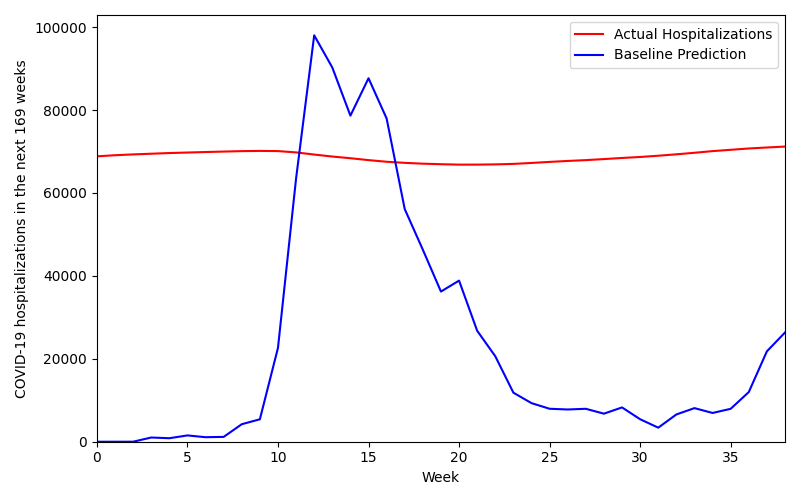 100000
80000
60000
40000
20000
0
COVID-19 hospitalizations in the next 169 weeks
Actual Hospitalizations
Baseline Prediction
0 5 10 15 20 25 30 35
Week